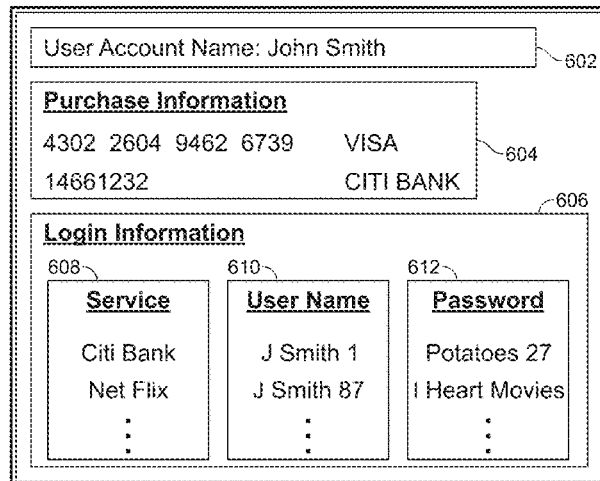 User Account Name: John Smith
602
Purchase Information
4302 2604 9462 6739 VISA
14661232 CITI BANK
604
606
Login Information
608 610 612
Service User Name Password
Citi Bank J Smith 1 Potatoes 27
Net Flix J Smith 87 I Heart Movies